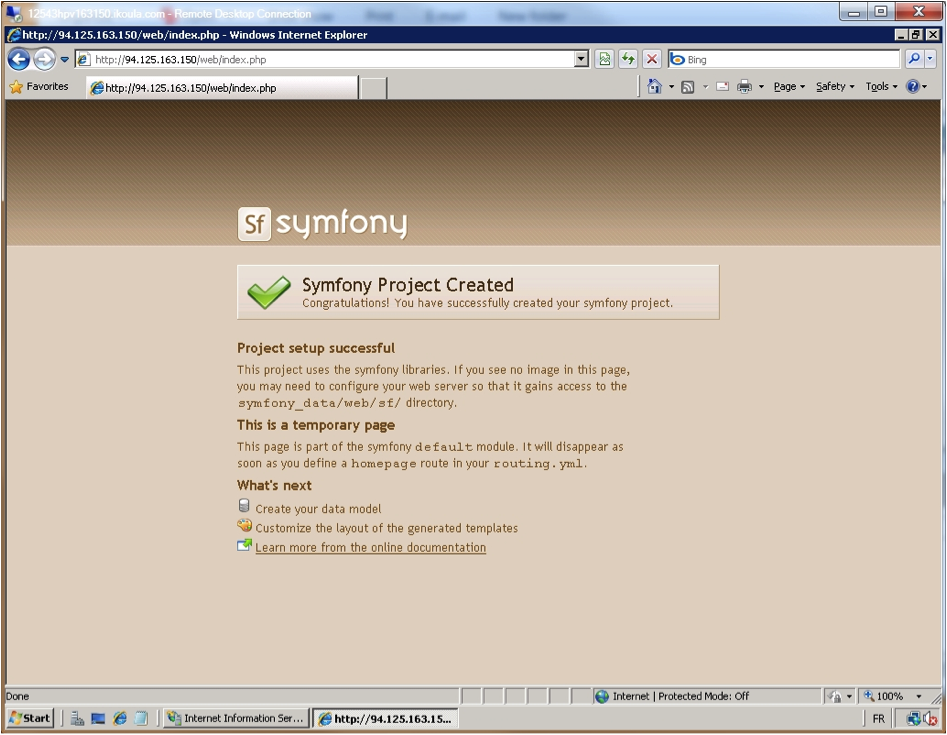 12543hpv163150.ikoula.com - Remote Desktop Connection
Print E-mail New folder
http://94.125.163.150/web/index.php - Windows Internet Explorer
http://94.125.163.150/web/index.php
Bing
Favorites
http://94.125.163.150/web/index.php
Page
Safety
Tools
Sf symfony
Symfony Project Created
Congratulations! You have successfully created your symfony project.
Project setup successful
This project uses the symfony libraries. If you see no image in this page,
you may need to configure your web server so that it gains access to the
symfony_data/web/sf/ directory.
This is a temporary page
This page is part of the symfony default module. It will disappear as
soon as you define a homepage route in your routing.yml.
What's next
Create your data model
Customize the layout of the generated templates
Learn more from the online documentation
Done
Internet | Protected Mode: Off
100%
Start
Internet Information Ser...
http://94.125.163.15...
FR